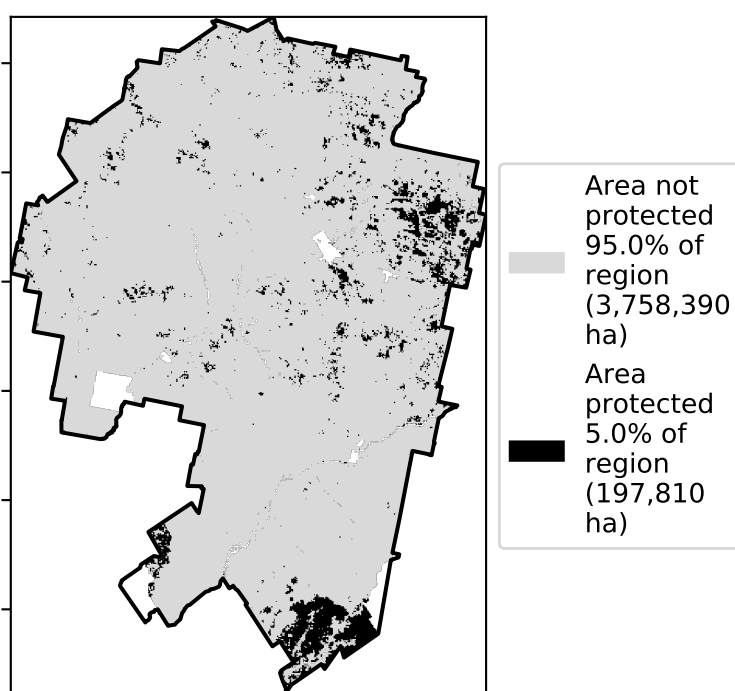 Area not
protected
95.0% of
region
(3,758,390
ha)
Area
protected
5.0% of
region
(197,810
ha)